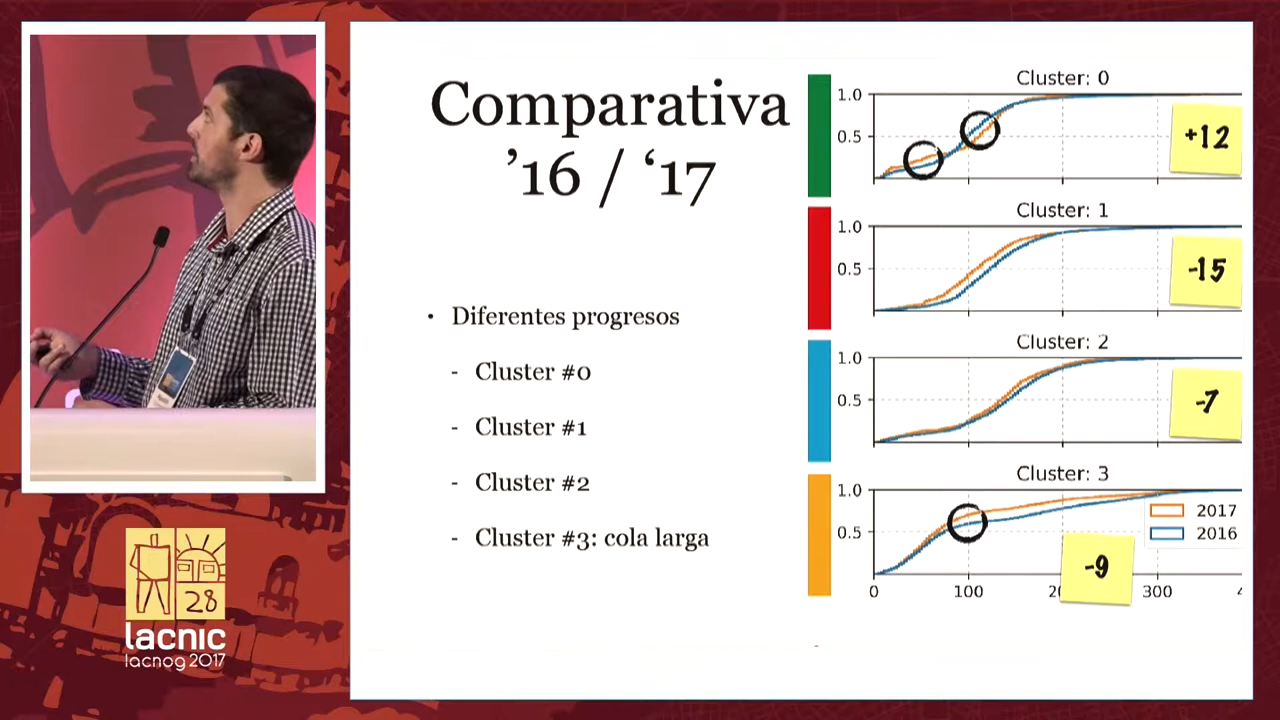 Comparativa
’16 / ‘17
• Diferentes progresos
- Cluster #0
- Cluster #1
- Cluster #2
- Cluster #3: cola larga
Cluster: 0
1.0
0.5
+12
Cluster: 1
1.0
0.5
-15
Cluster: 2
1.0
0.5
-7
Cluster: 3
1.0
0.5
2017
2016
-9
0 100 20 300 4
28
lacnic
lacnog 2017